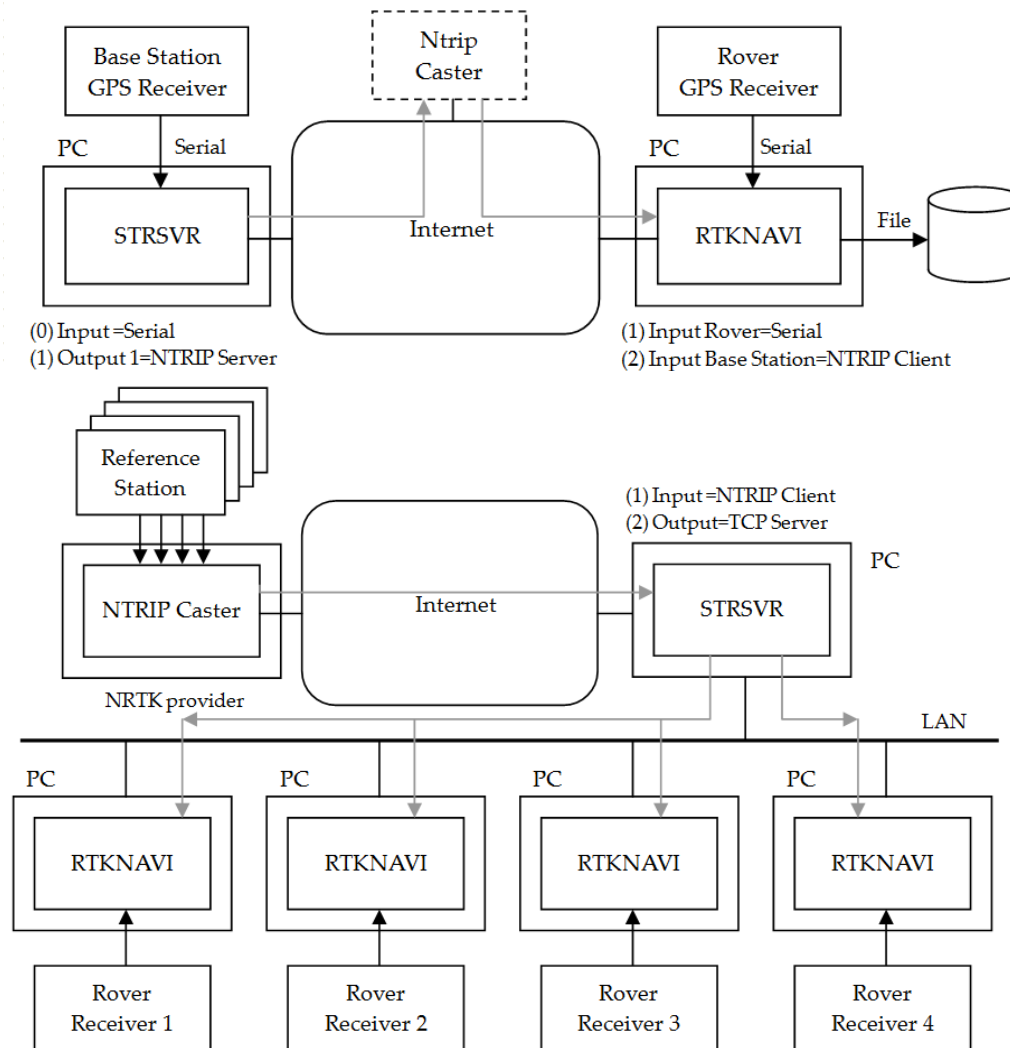 Base Station
GPS Receiver
Ntrip
Caster
Rover
GPS Receiver
PC
Serial
PC
Serial
STRSVR
Internet
RTKNAVI
File
(0) Input =Serial
(1) Output 1=NTRIP Server
(1) Input Rover=Serial
(2) Input Base Station=NTRIP Client
Reference
Station
(1) Input =NTRIP Client
(2) Output=TCP Server
PC
NTRIP Caster
Internet
STRSVR
NRTK provider
LAN
PC
PC
PC
PC
RTKNAVI
RTKNAVI
RTKNAVI
RTKNAVI
Rover
Receiver 1
Rover
Receiver 2
Rover
Receiver 3
Rover
Receiver 4